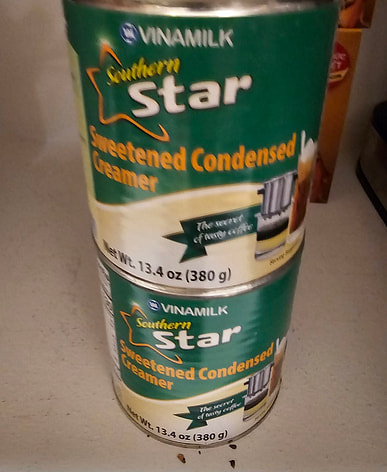 VINAMILK
Southern
Star
Sweetened Condensed
Creamer
The secret
of tasty coffee
Net Wt. 13.4 oz (380 g)
VINAMILK
Southern
Star
Sweetened Condensed
Creamer
The secret
of tasty coffee
Net Wt. 13.4 oz (380 g)